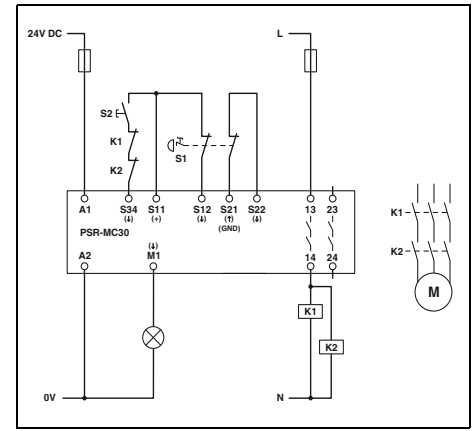 24V DC
L
S2
K1
K2
S1
A1
S34
S11
S12
S21
S22
13
23
(↓)
(+)
(↓)
(↑)
(↓)
(GND)
PSR-MC30
(↓)
A2
M1
14
24
K1
K2
0V
N
K1
K2
M